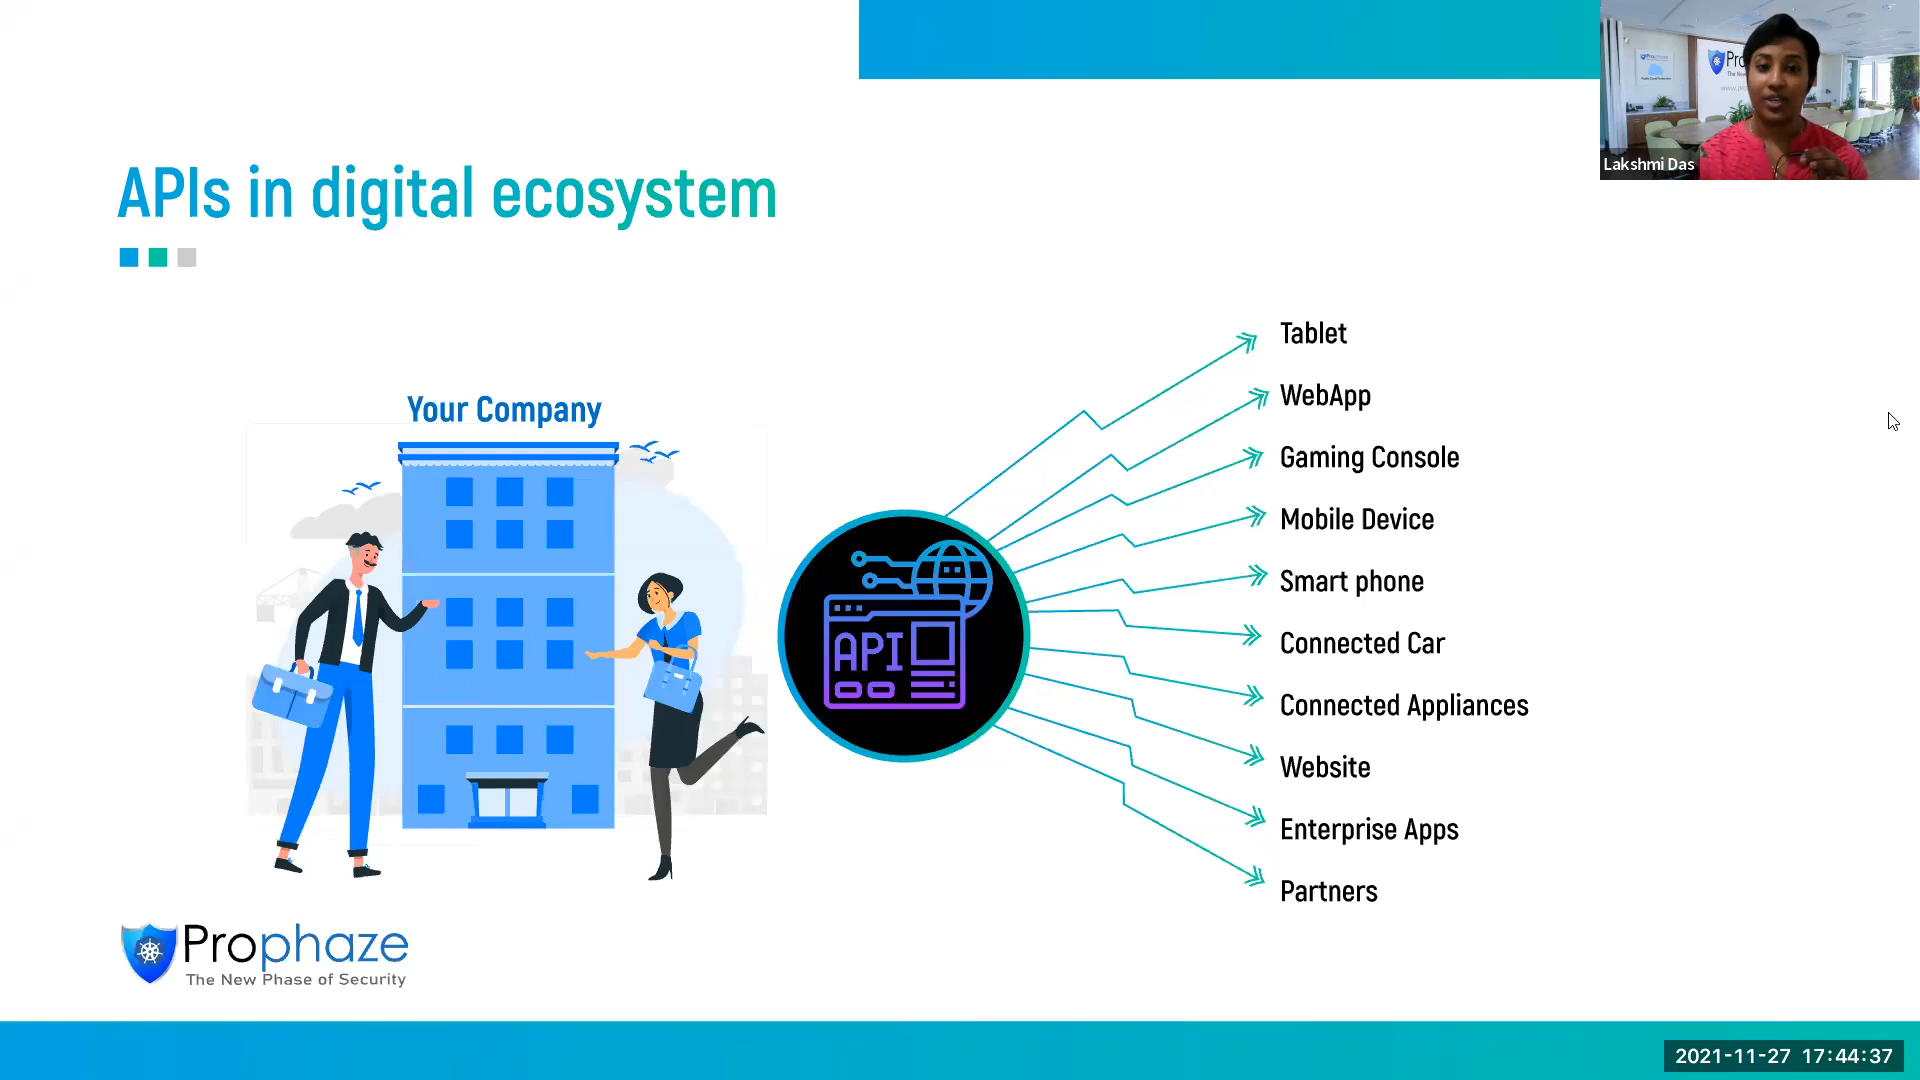 APIs in digital ecosystem
Your Company
API
Tablet
WebApp
Gaming Console
Mobile Device
Smart phone
Connected Car
Connected Appliances
Website
Enterprise Apps
Partners
Prophaze
The New Phase of Security
Lakshmi Das
2021-11-27 17:44:37